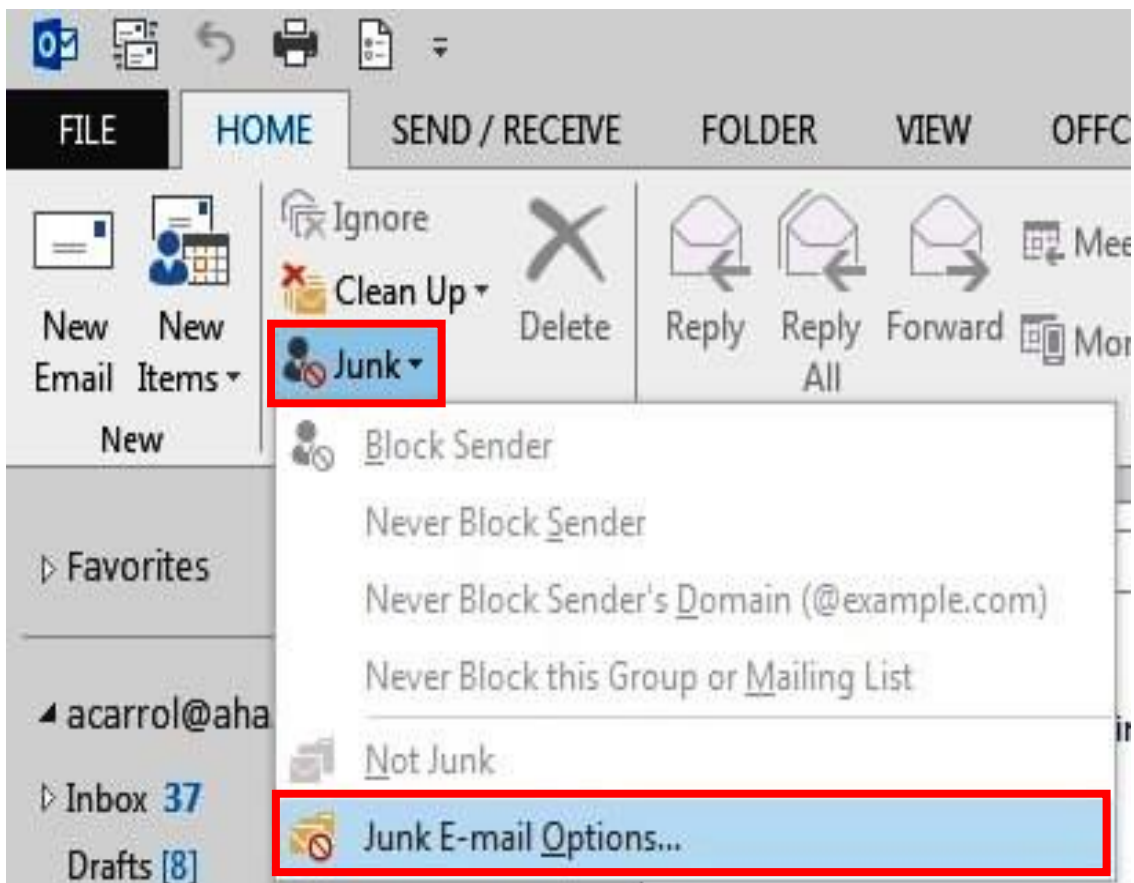 FILE HOME SEND / RECEIVE FOLDER VIEW
Ignore
Clean Up
Junk
New Email
New Items
Delete
Reply
Reply All
Forward
New
Block Sender
Never Block Sender
Never Block Sender's Domain (@example.com)
Never Block this Group or Mailing List
Not Junk
Junk E-mail Options...
Favorites
acarrol@aha
Inbox 37
Drafts [8]